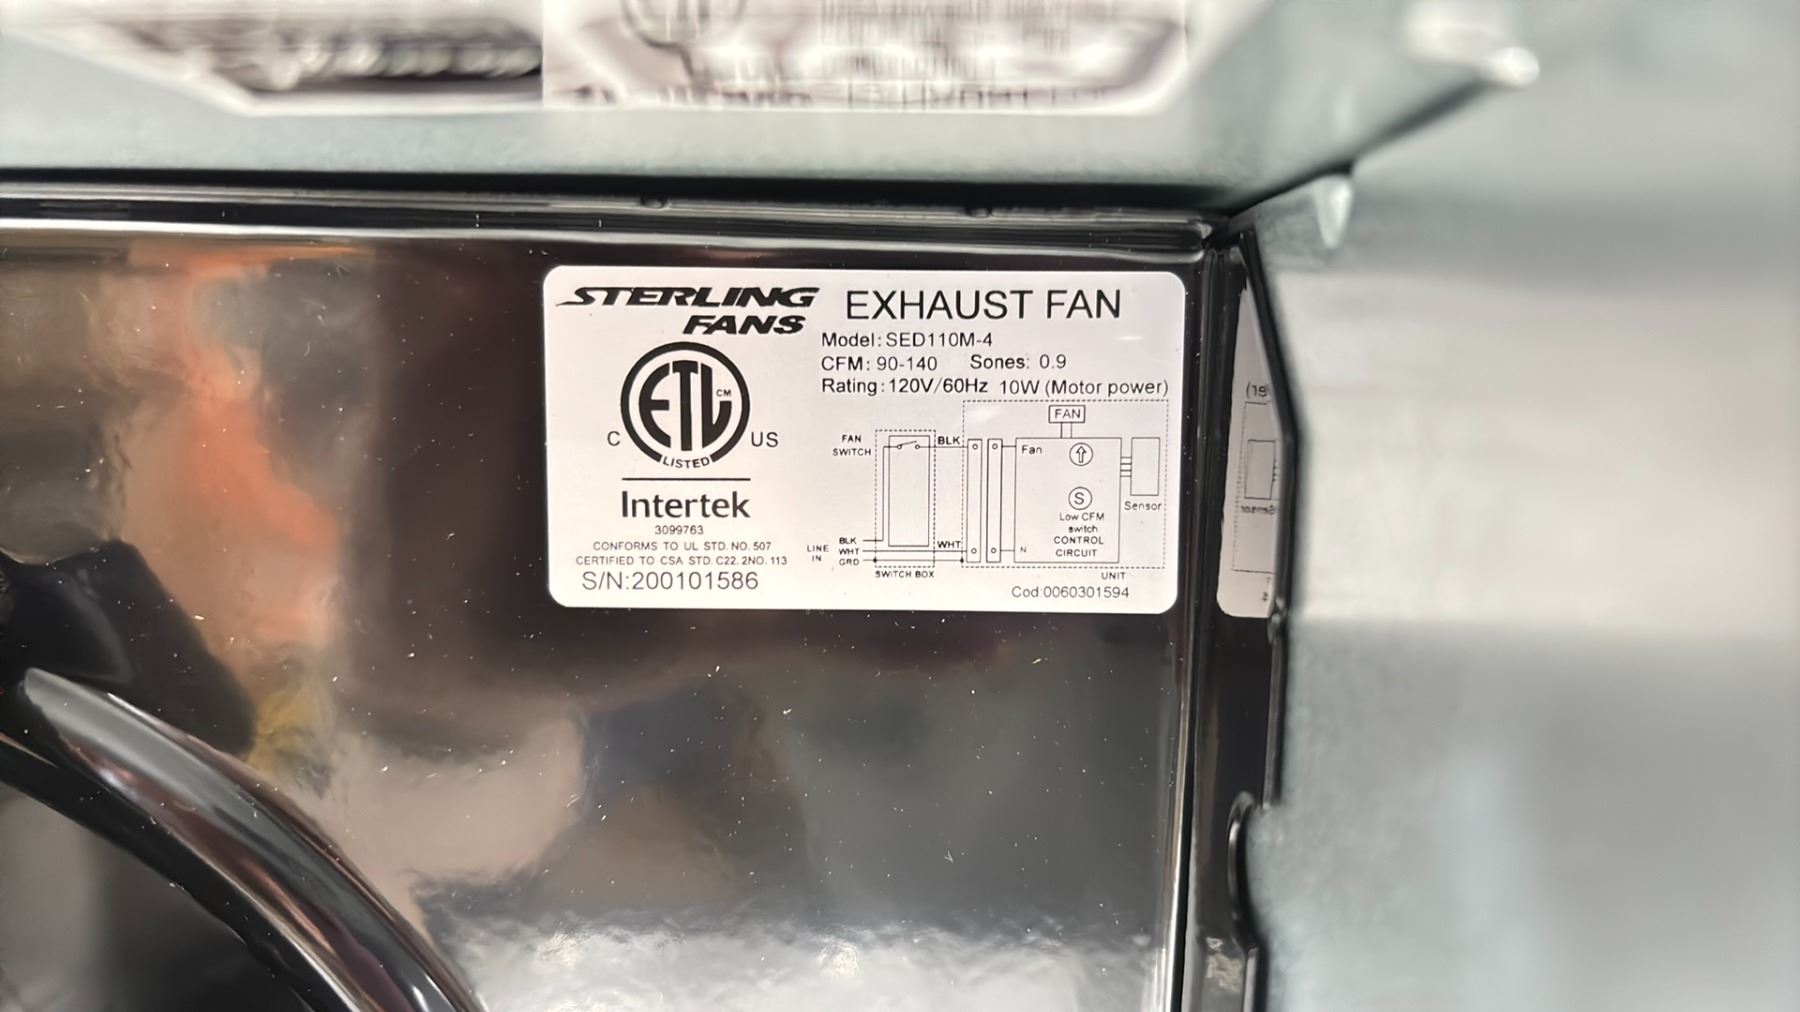 STERLING
FANS
EXHAUST FAN
Model: SED110M-4
CFM: 90-140 Sones: 0.9
Rating: 120V/60Hz 10W (Motor power)
ETL CM
C US
LISTED
Intertek
3099763
CONFORMS TO UL STD. NO. 507
CERTIFIED TO CSA STD. C22. 2NO. 113
S/N:200101586
FAN
FAN
SWITCH
BLK
Fan
S
Sensor
Low CFM
switch
CONTROL
CIRCUIT
LINE
IN
BLK
WHT
GRD
WHT
N
SWITCH BOX
UNIT
Cod:0060301594